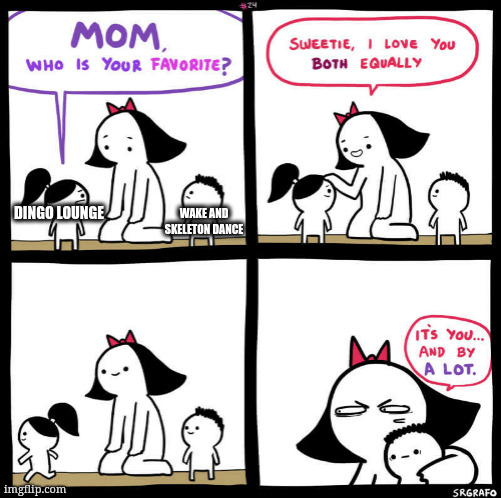 #24
MOM,
WHO IS YOUR FAVORITE?
SWEETIE, I LOVE YOU
BOTH EQUALLY
DINGO LOUNGE
WAKE AND
SKELETON DANCE
IT'S YOU...
AND BY
A LOT.
imgflip.com
SRGRAFO